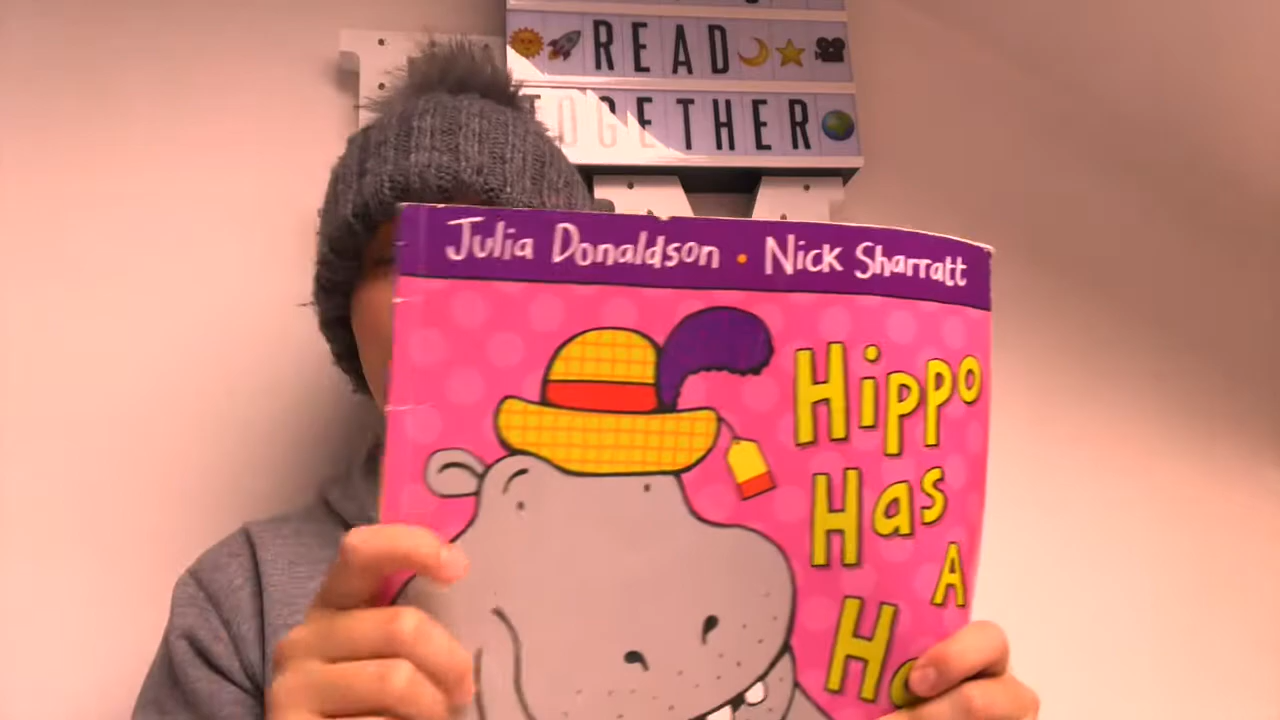 READ
TOGETHER
Julia Donaldson • Nick Sharratt
Hippo
Has
A